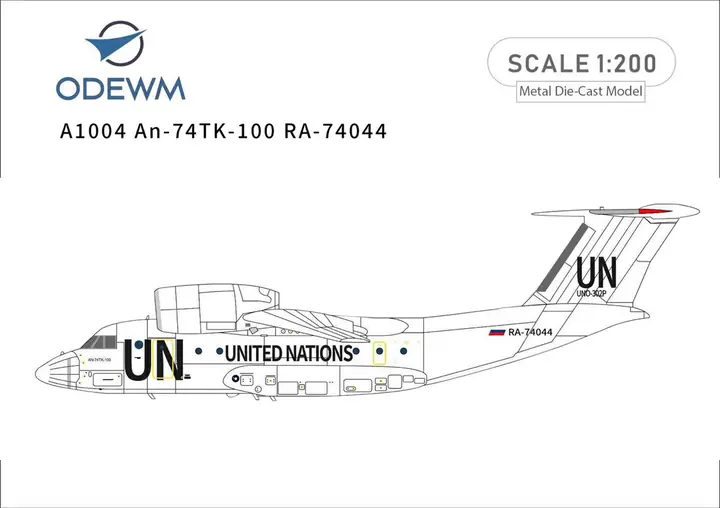 ODEWM
SCALE 1:200
Metal Die-Cast Model
A1004 An-74TK-100 RA-74044
UN
UNO-302P
RA-74044
AN-74TK-100
UN
UNITED NATIONS